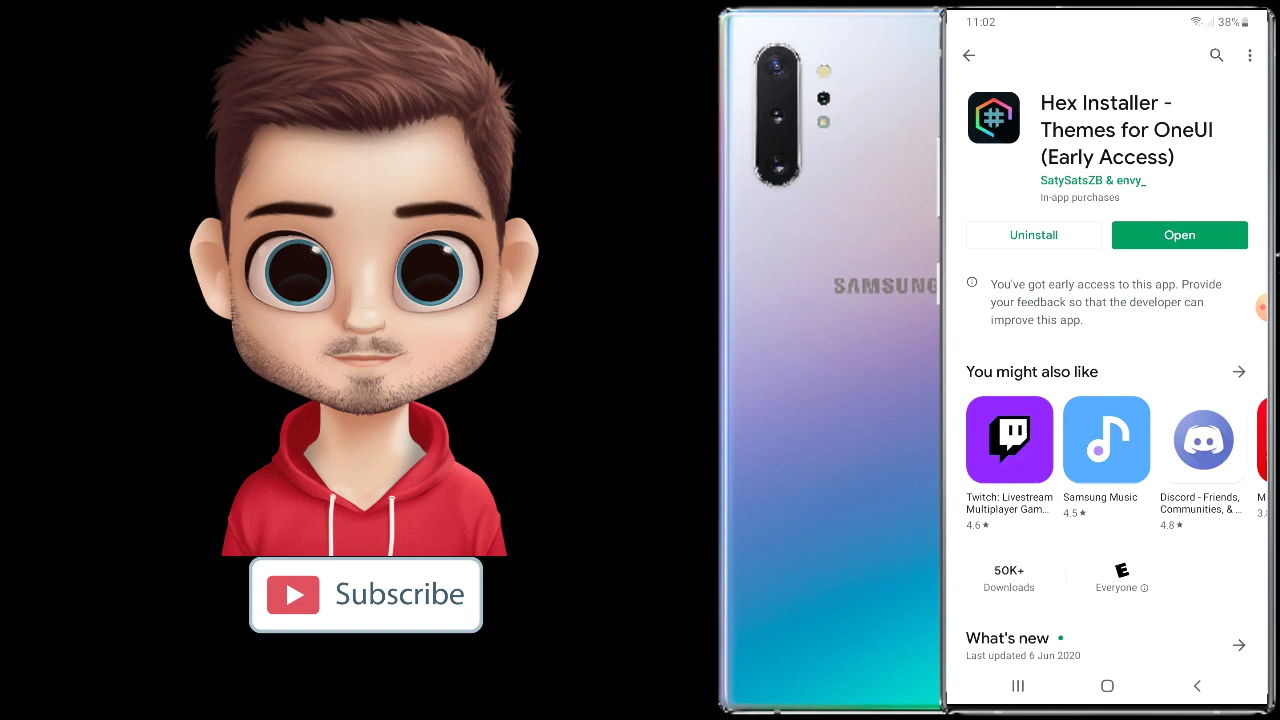 Subscribe
SAMSUNG
11:02
38%
Hex Installer -
Themes for OneUI
(Early Access)
SatySatsZB & envy_
In-app purchases
Uninstall
Open
You've got early access to this app. Provide
your feedback so that the developer can
improve this app.
You might also like
Twitch: Livestream
Multiplayer Gam...
4.6★
Samsung Music
4.5★
Discord - Friends,
Communities, & ...
4.8★
M
3.
50K+
Downloads
E
Everyone
What's new
Last updated 6 Jun 2020